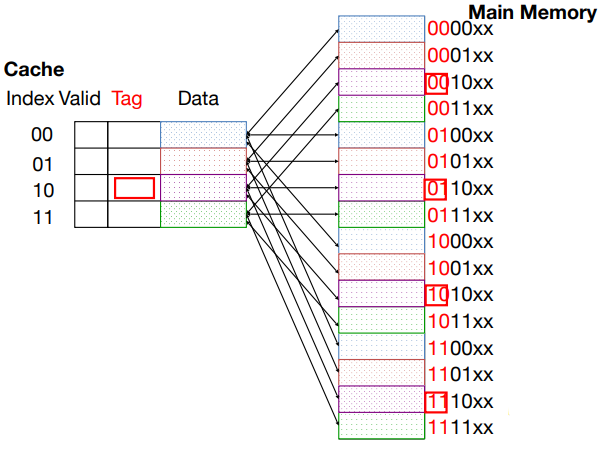 Main Memory
Cache
Index Valid Tag Data
00
01
10
11
0000xx
0001xx
0010xx
0011xx
0100xx
0101xx
0110xx
0111xx
1000xx
1001xx
1010xx
1011xx
1100xx
1101xx
1110xx
1111xx